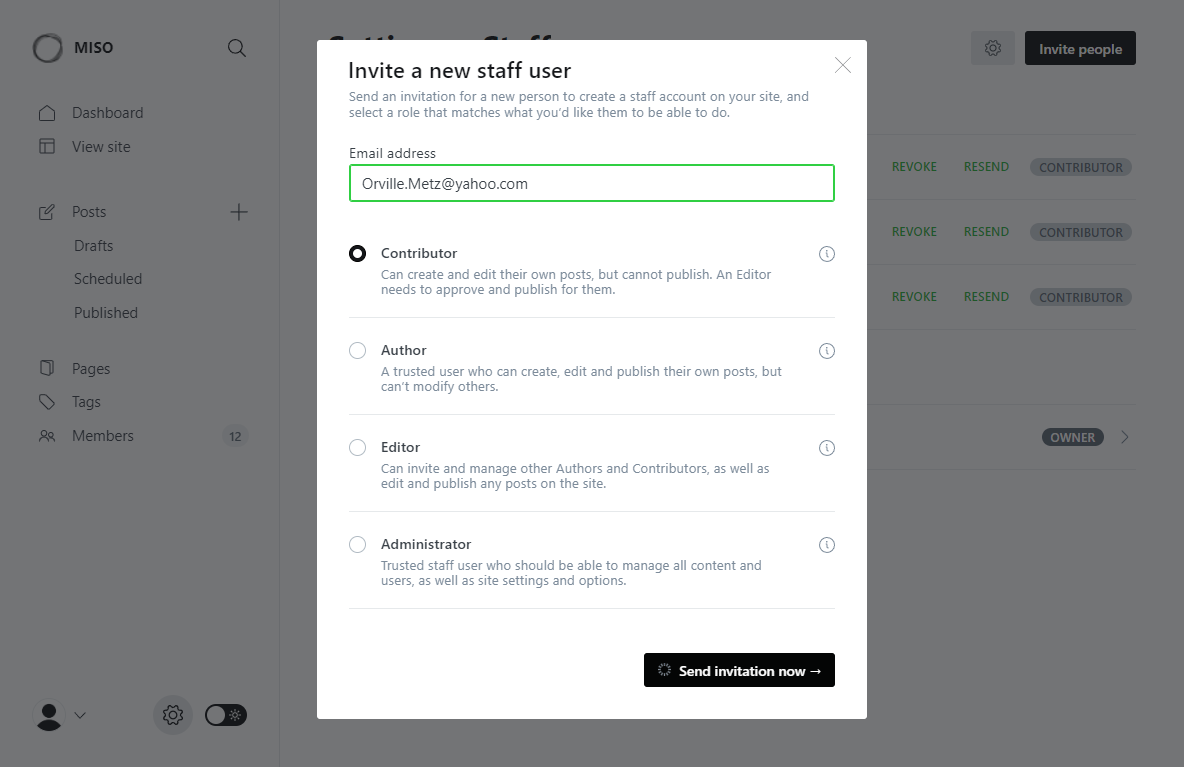 MISO
Dashboard
View site
Posts
Drafts
Scheduled
Published
Pages
Tags
Members
12
Invite people
REVOKE
RESEND
CONTRIBUTOR
REVOKE
RESEND
CONTRIBUTOR
REVOKE
RESEND
CONTRIBUTOR
OWNER
Invite a new staff user
Send an invitation for a new person to create a staff account on your site, and
select a role that matches what you’d like them to be able to do.
Email address
Orville.Metz@yahoo.com
Contributor
Can create and edit their own posts, but cannot publish. An Editor
needs to approve and publish for them.
Author
A trusted user who can create, edit and publish their own posts, but
can’t modify others.
Editor
Can invite and manage other Authors and Contributors, as well as
edit and publish any posts on the site.
Administrator
Trusted staff user who should be able to manage all content and
users, as well as site settings and options.
Send invitation now →